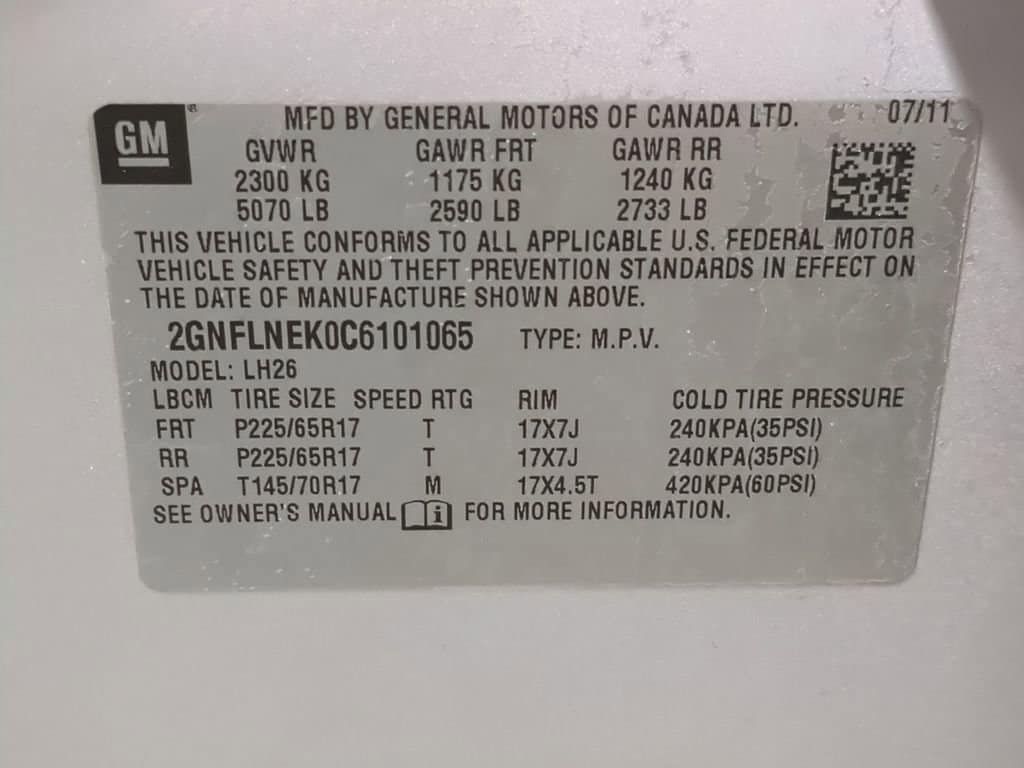 GM ® MFD BY GENERAL MOTORS OF CANADA LTD. 07/11
GVWR GAWR FRT GAWR RR
2300 KG 1175 KG 1240 KG
5070 LB 2590 LB 2733 LB
THIS VEHICLE CONFORMS TO ALL APPLICABLE U.S. FEDERAL MOTOR
VEHICLE SAFETY AND THEFT PREVENTION STANDARDS IN EFFECT ON
THE DATE OF MANUFACTURE SHOWN ABOVE.
2GNFLNEK0C6101065 TYPE: M.P.V.
MODEL: LH26
LBCM TIRE SIZE SPEED RTG RIM COLD TIRE PRESSURE
FRT P225/65R17 T 17X7J 240KPA(35PSI)
RR P225/65R17 T 17X7J 240KPA(35PSI)
SPA T145/70R17 M 17X4.5T 420KPA(60PSI)
SEE OWNER'S MANUAL i FOR MORE INFORMATION.